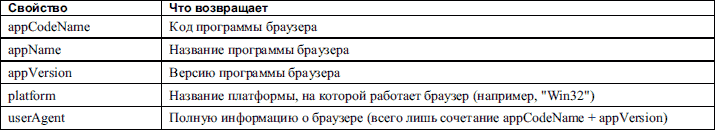 Свойство Что возвращает
appCodeName Код программы браузера
appName Название программы браузера
appVersion Версию программы браузера
platform Название платформы, на которой работает браузер (например, "Win32")
userAgent Полную информацию о браузере (всего лишь сочетание appCodeName + appVersion)